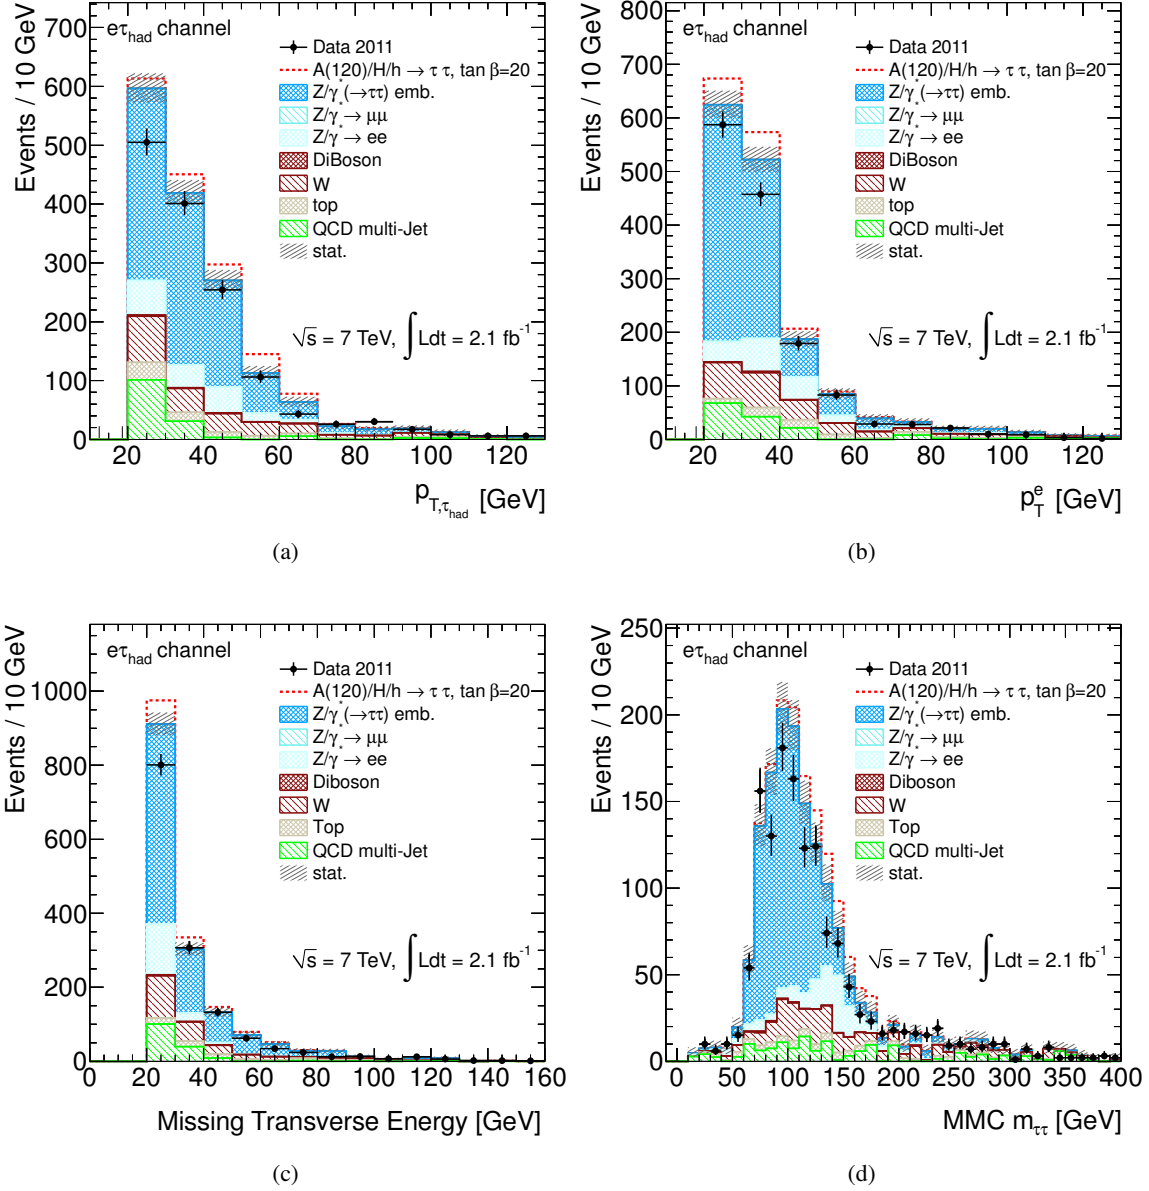 Events / 10 GeV
eτhad channel
Data 2011
A(120)/H/h → τ τ, tan β=20
Z/γ*(→ττ) emb.
Z/γ*→ μμ
Z/γ*→ ee
DiBoson
W
top
QCD multi-Jet
stat.
√s = 7 TeV, ∫ Ldt = 2.1 fb-1
700
600
500
400
300
200
100
0
20 40 60 80 100 120
pT,τhad [GeV]
(a)
Events / 10 GeV
eτhad channel
Data 2011
A(120)/H/h → τ τ, tan β=20
Z/γ*(→ττ) emb.
Z/γ*→ μμ
Z/γ*→ ee
DiBoson
W
top
QCD multi-Jet
stat.
√s = 7 TeV, ∫ Ldt = 2.1 fb-1
800
700
600
500
400
300
200
100
0
20 40 60 80 100 120
pTe [GeV]
(b)
Events / 10 GeV
eτhad channel
Data 2011
A(120)/H/h → τ τ, tan β=20
Z/γ*(→ττ) emb.
Z/γ*→ μμ
Z/γ*→ ee
Diboson
W
Top
QCD multi-Jet
stat.
√s = 7 TeV, ∫ Ldt = 2.1 fb-1
1000
800
600
400
200
0
0 20 40 60 80 100 120 140 160
Missing Transverse Energy [GeV]
(c)
Events / 10 GeV
eτhad channel
Data 2011
A(120)/H/h → τ τ, tan β=20
Z/γ*(→ττ) emb.
Z/γ*→ μμ
Z/γ*→ ee
Diboson
W
Top
QCD multi-Jet
stat.
√s = 7 TeV, ∫ Ldt = 2.1 fb-1
250
200
150
100
50
0
0 50 100 150 200 250 300 350 400
MMC mττ [GeV]
(d)